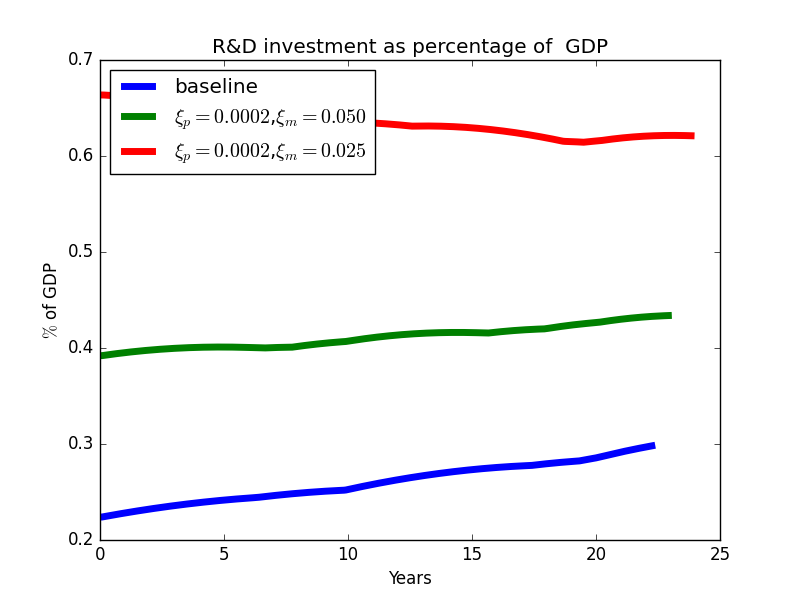 R&D investment as percentage of  GDP
0.7
0.6
0.5
0.4
0.3
0.2
% of GDP
baseline
ξp = 0.0002,ξm = 0.050
ξp = 0.0002,ξm = 0.025
0 5 10 15 20 25
Years